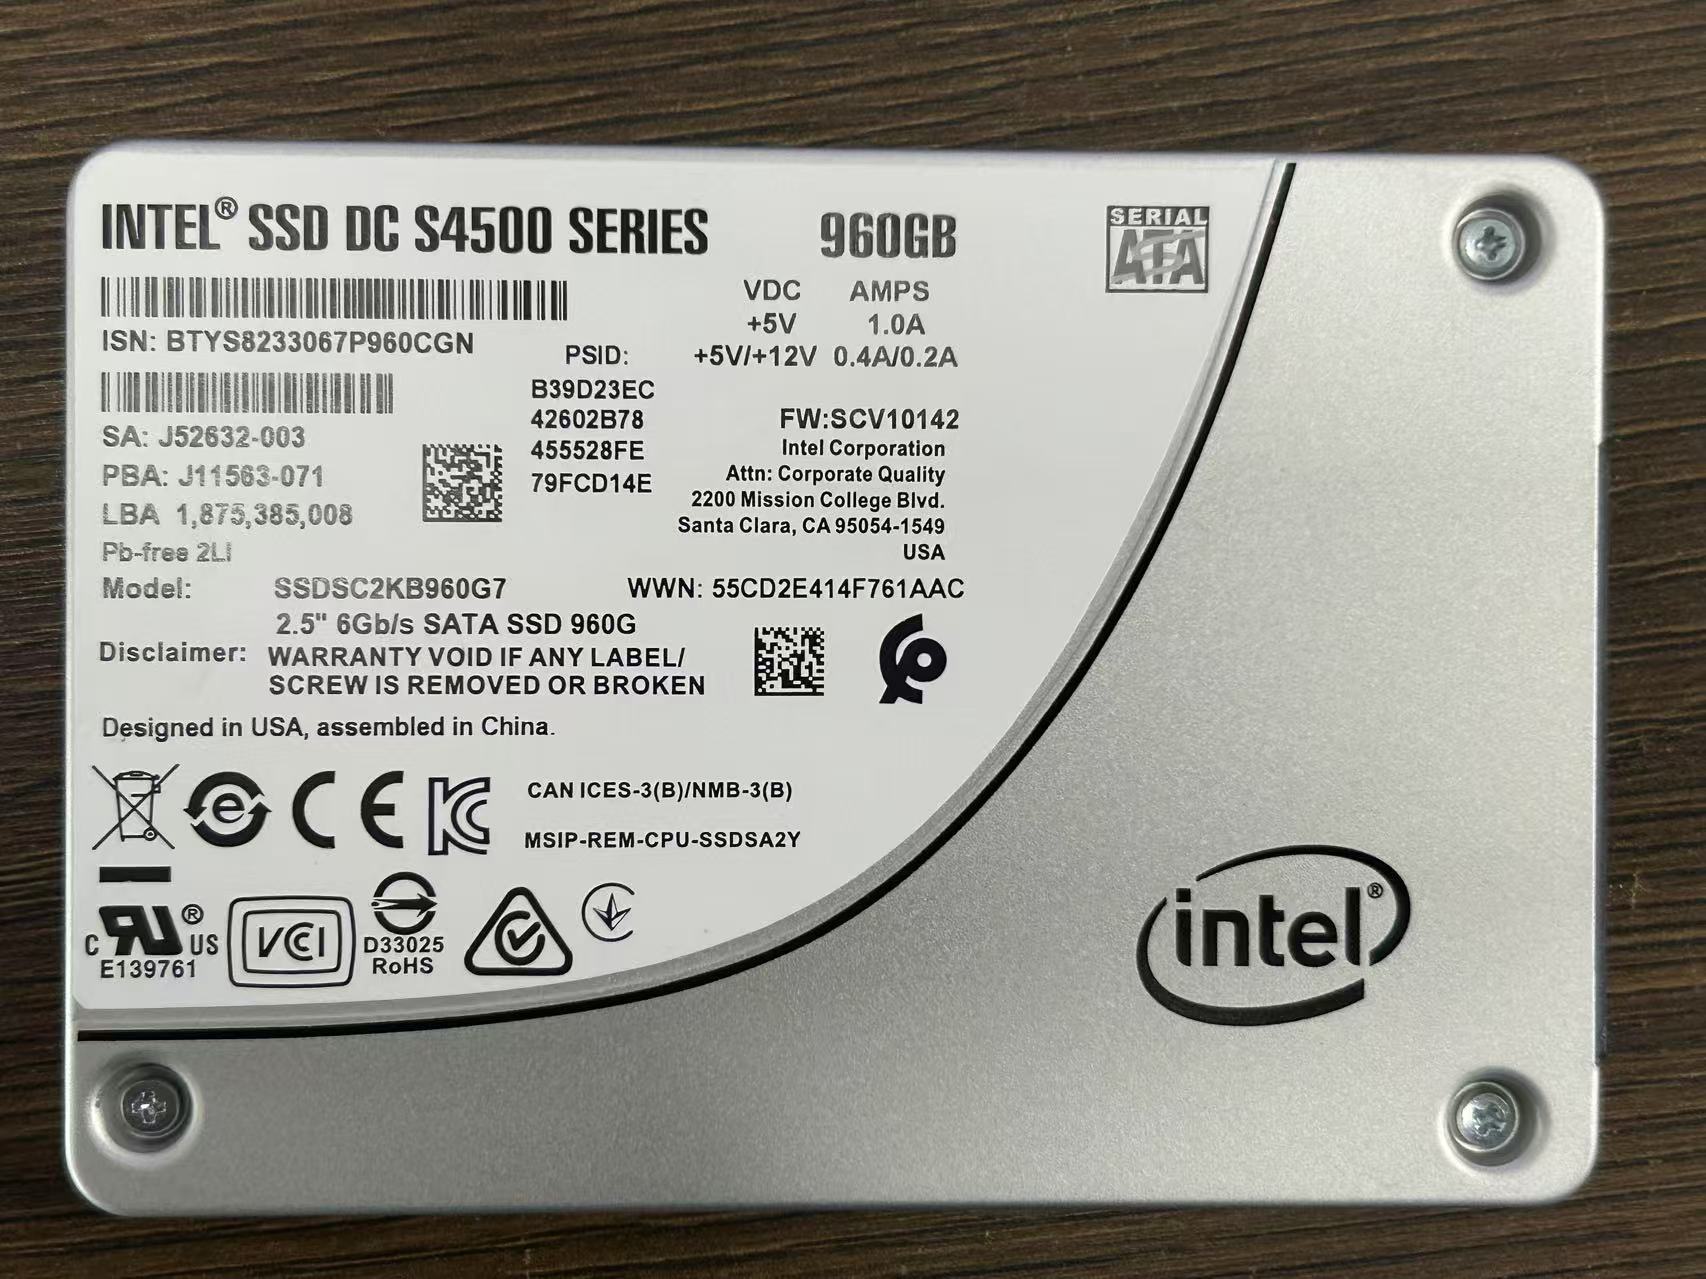 INTEL® SSD DC S4500 SERIES 960GB
SERIAL
ATA
VDC AMPS
+5V 1.0A
+5V/+12V 0.4A/0.2A
ISN: BTYS8233067P960CGN
PSID:
B39D23EC
42602B78
455528FE
79FCD14E
SA: J52632-003
PBA: J11563-071
LBA 1,875,385,008
Pb-free 2LI
FW:SCV10142
Intel Corporation
Attn: Corporate Quality
2200 Mission College Blvd.
Santa Clara, CA 95054-1549
USA
Model: SSDSC2KB960G7
WWN: 55CD2E414F761AAC
2.5" 6Gb/s SATA SSD 960G
Disclaimer: WARRANTY VOID IF ANY LABEL/
SCREW IS REMOVED OR BROKEN
Designed in USA, assembled in China.
e CE KC
CAN ICES-3(B)/NMB-3(B)
MSIP-REM-CPU-SSDSA2Y
C RU® US
E139761
VCCI
D33025
RoHS
intel®